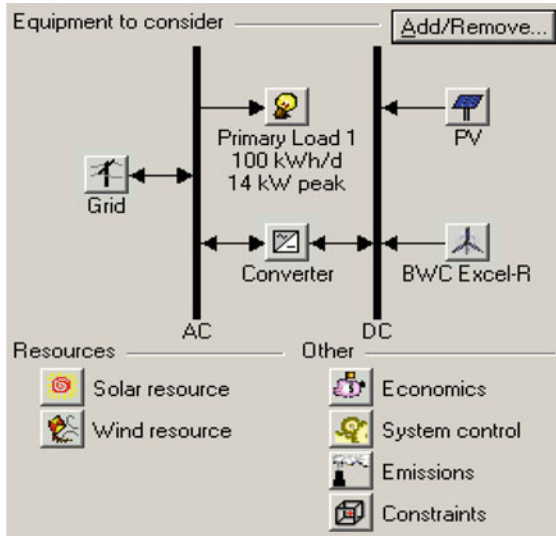 Equipment to consider
Add/Remove...
Primary Load 1
100 kWh/d
14 kW peak
PV
Grid
Converter
BWC Excel-R
AC
DC
Resources
Other
Solar resource
Economics
Wind resource
System control
Emissions
Constraints